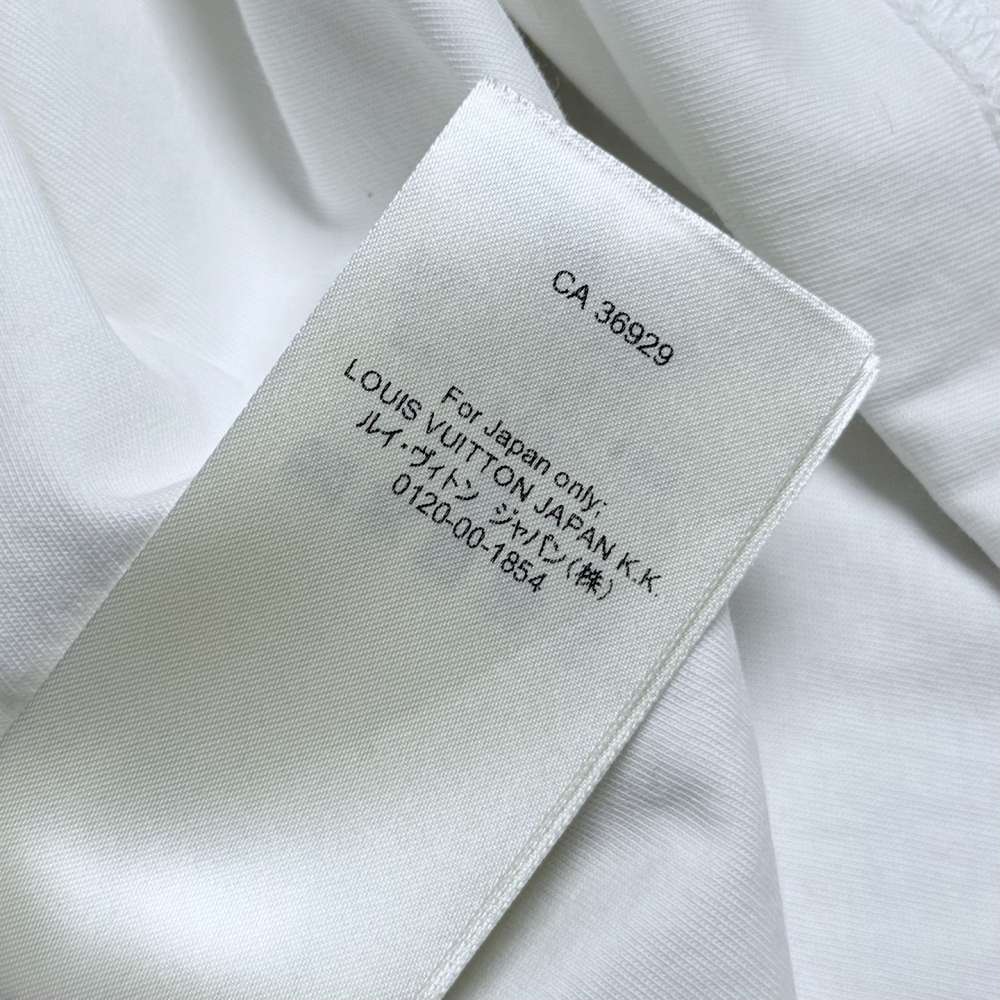 CA 36929
For Japan only;
LOUIS VUITTON JAPAN K.K.
ルイ・ヴィトン ジャパン(株)
0120-00-1854